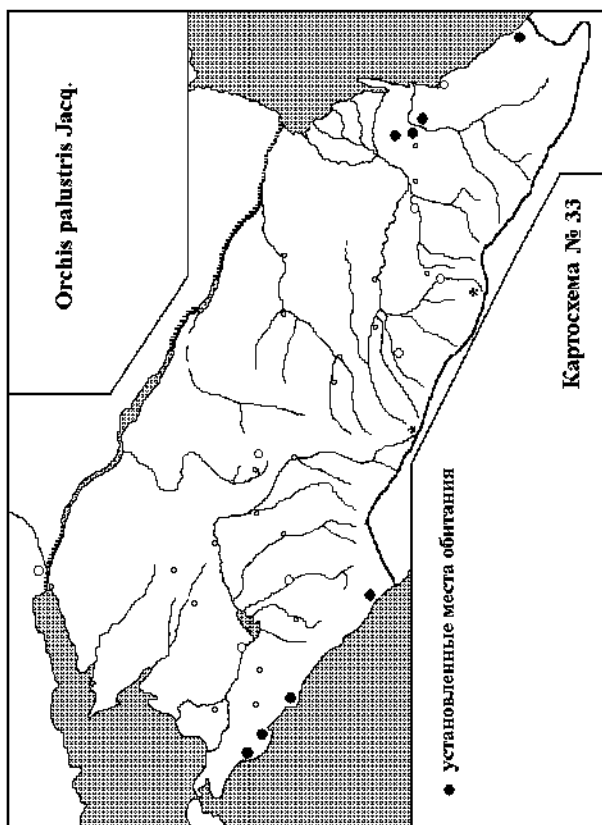 Orchis palustris Jacq.
Картосхема № 33
установленные места обитания